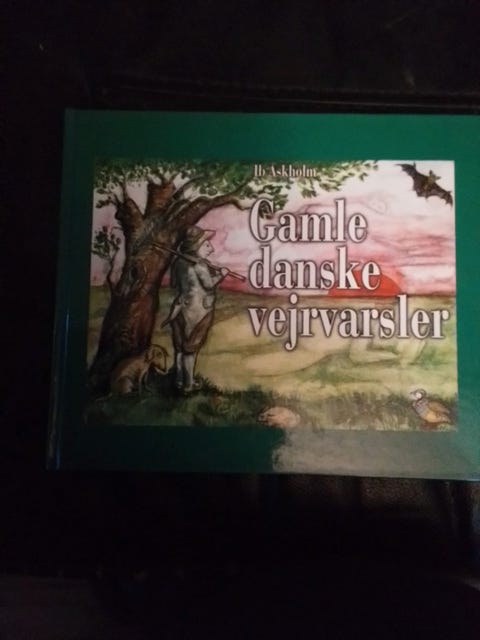 Ib Askholm
Gamle
danske
vejrvarsler